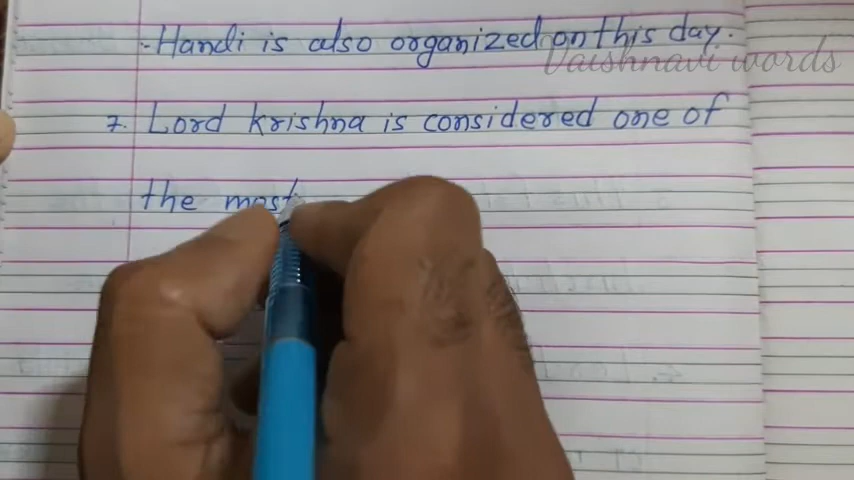 - Handi is also organized on this day.
Vaishnavi words
7. Lord krishna is considered one of
the most